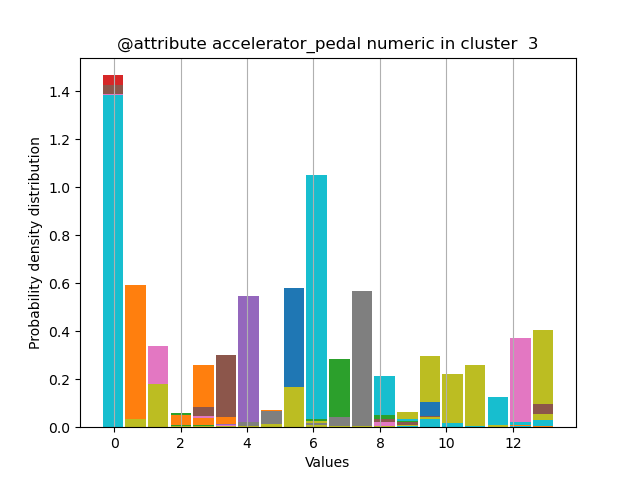 @attribute accelerator_pedal numeric in cluster  3
Probability density distribution
1.4
1.2
1.0
0.8
0.6
0.4
0.2
0.0
0 2 4 6 8 10 12
Values